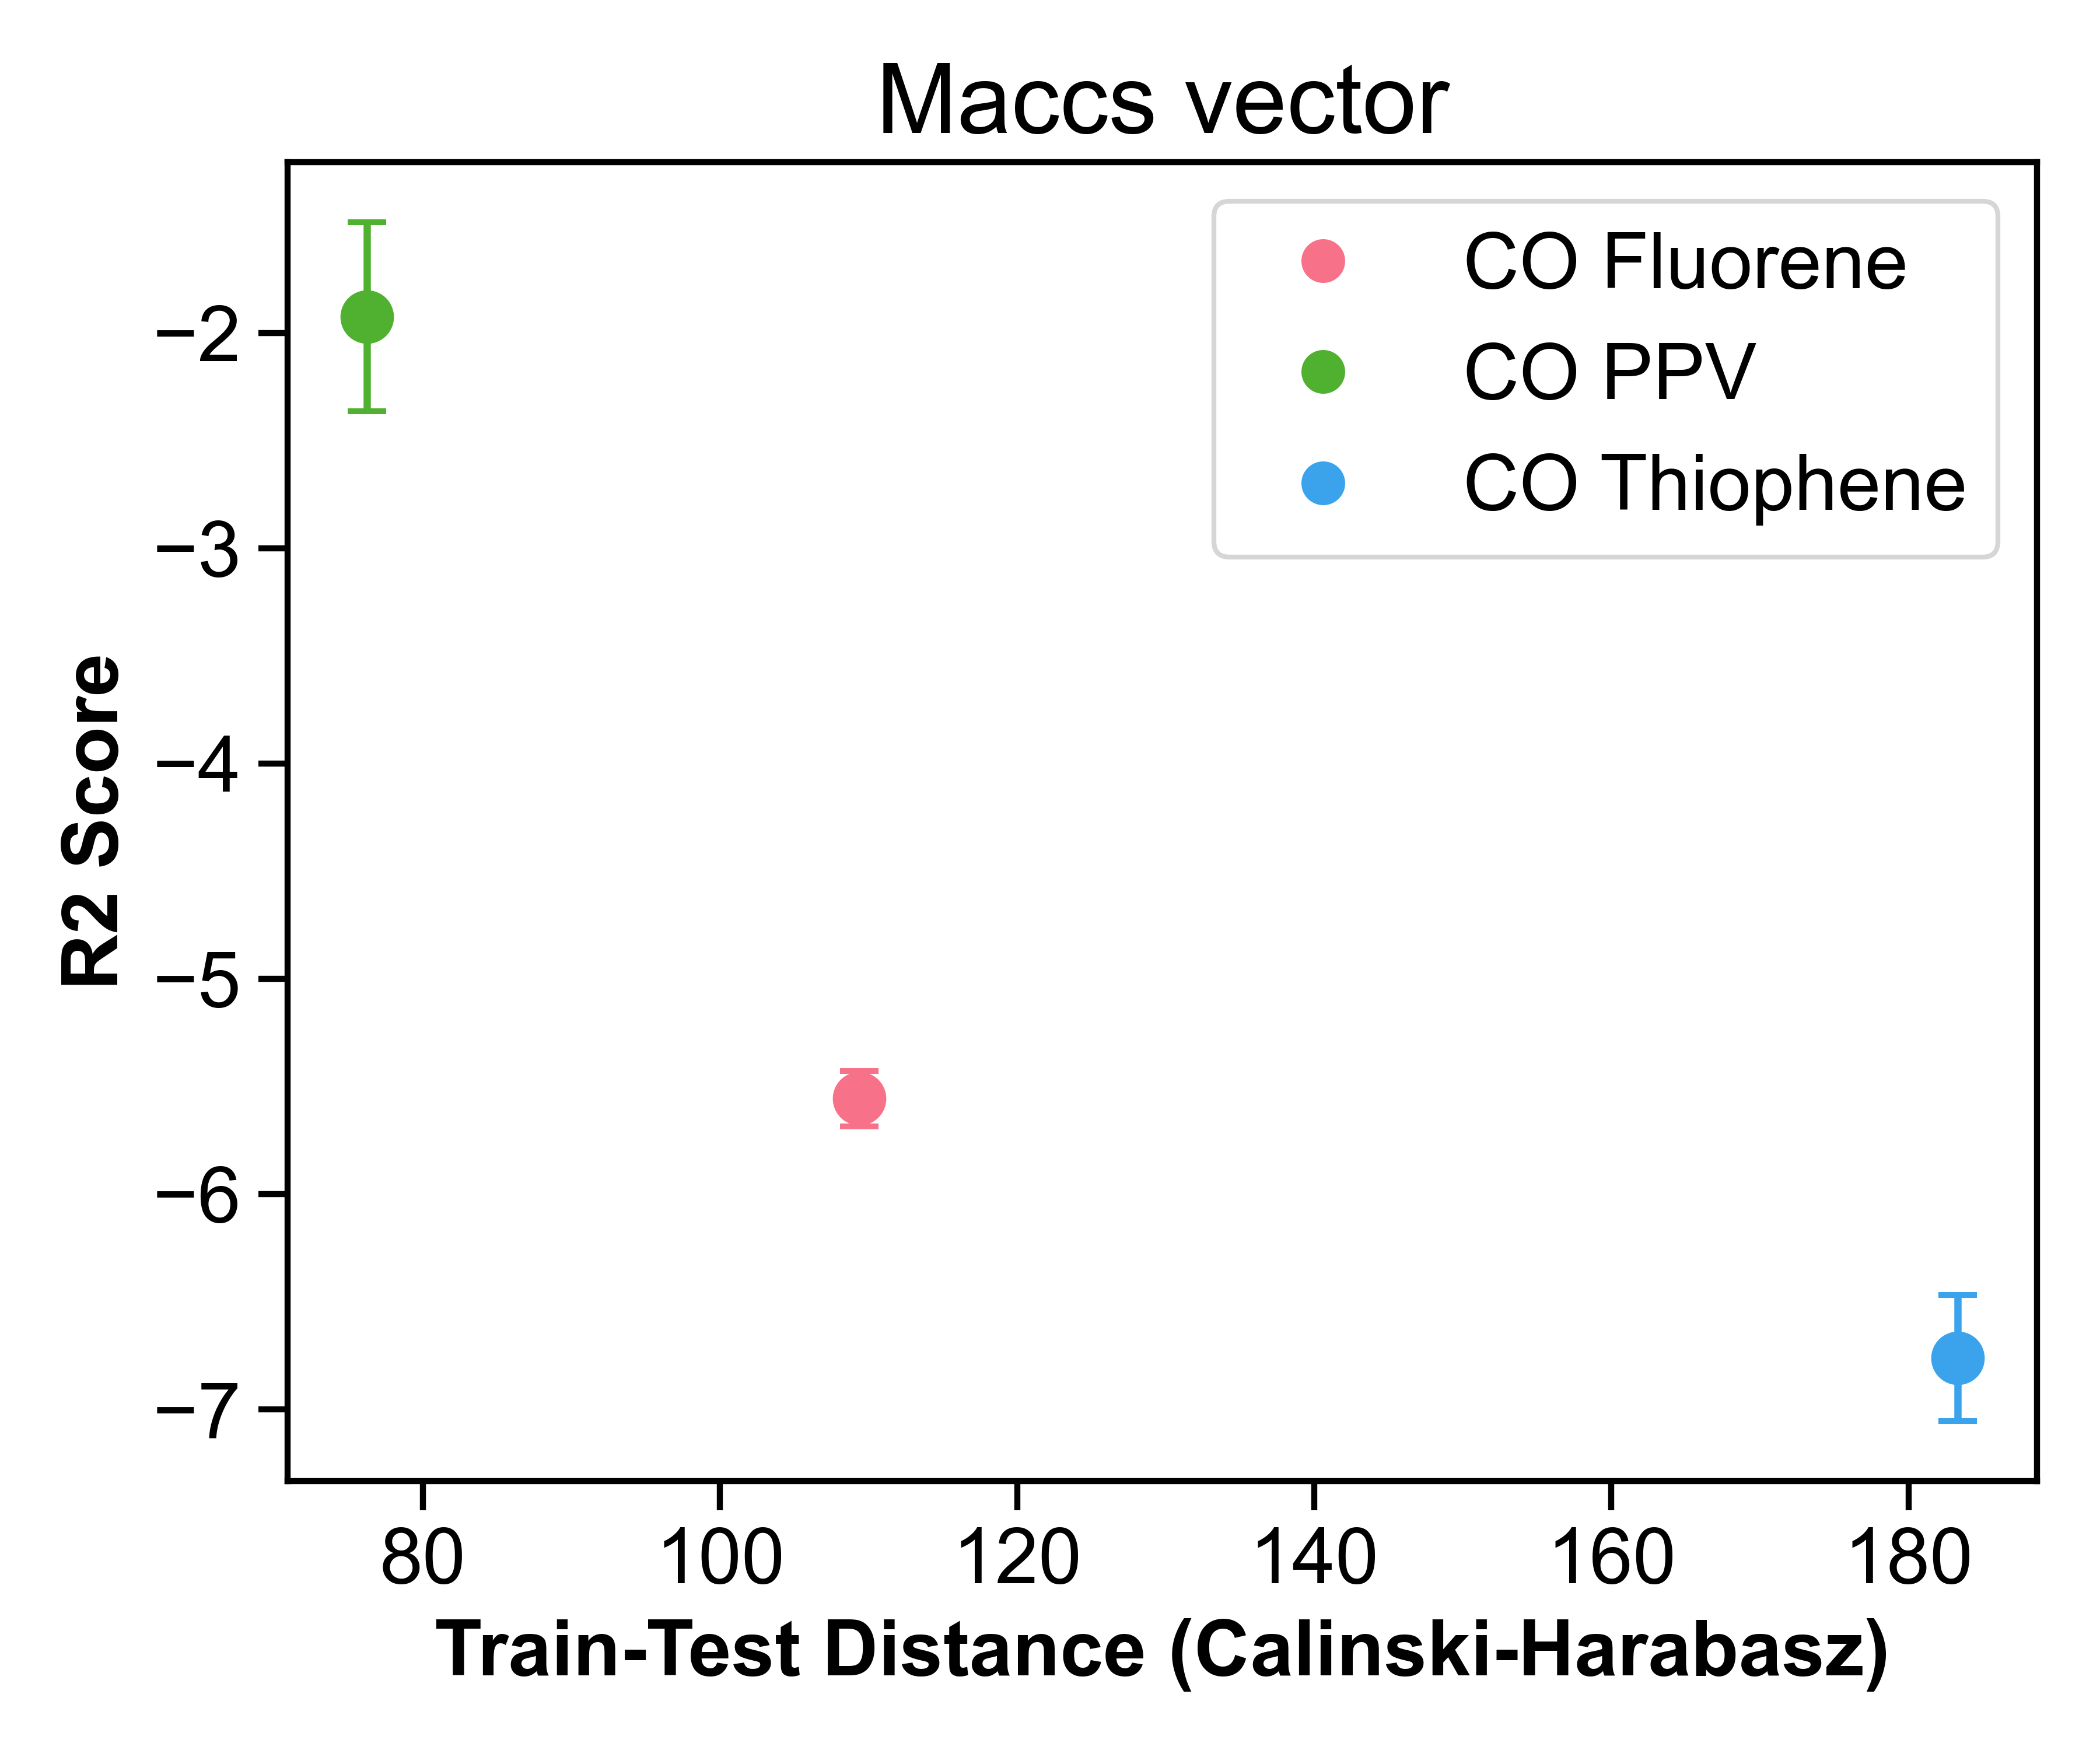 Maccs vector
CO Fluorene
CO PPV
CO Thiophene
R2 Score
−2
−3
−4
−5
−6
−7
80 100 120 140 160 180
Train-Test Distance (Calinski-Harabasz)